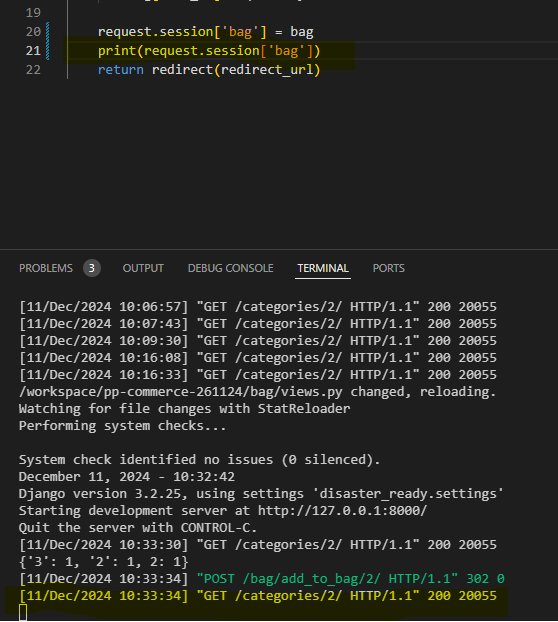 19
20 request.session['bag'] = bag
21 print(request.session['bag'])
22 return redirect(redirect_url)
PROBLEMS 3 OUTPUT DEBUG CONSOLE TERMINAL PORTS
[11/Dec/2024 10:06:57] "GET /categories/2/ HTTP/1.1" 200 20055
[11/Dec/2024 10:07:43] "GET /categories/2/ HTTP/1.1" 200 20055
[11/Dec/2024 10:09:30] "GET /categories/2/ HTTP/1.1" 200 20055
[11/Dec/2024 10:16:08] "GET /categories/2/ HTTP/1.1" 200 20055
[11/Dec/2024 10:16:33] "GET /categories/2/ HTTP/1.1" 200 20055
/workspace/pp-commerce-261124/bag/views.py changed, reloading.
Watching for file changes with StatReloader
Performing system checks...
System check identified no issues (0 silenced).
December 11, 2024 - 10:32:42
Django version 3.2.25, using settings 'disaster_ready.settings'
Starting development server at http://127.0.0.1:8000/
Quit the server with CONTROL-C.
[11/Dec/2024 10:33:30] "GET /categories/2/ HTTP/1.1" 200 20055
{'3': 1, '2': 1, 2: 1}
[11/Dec/2024 10:33:34] "POST /bag/add_to_bag/2/ HTTP/1.1" 302 0
[11/Dec/2024 10:33:34] "GET /categories/2/ HTTP/1.1" 200 20055